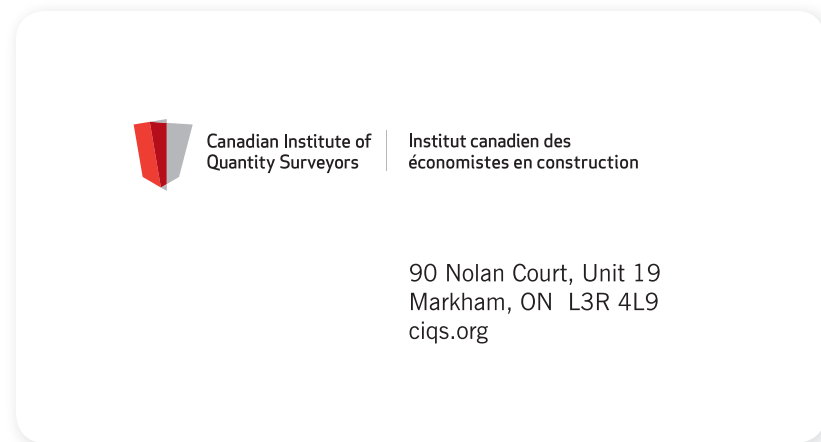 Canadian Institute of
Quantity Surveyors
Institut canadien des
économistes en construction
90 Nolan Court, Unit 19
Markham, ON  L3R 4L9
ciqs.org